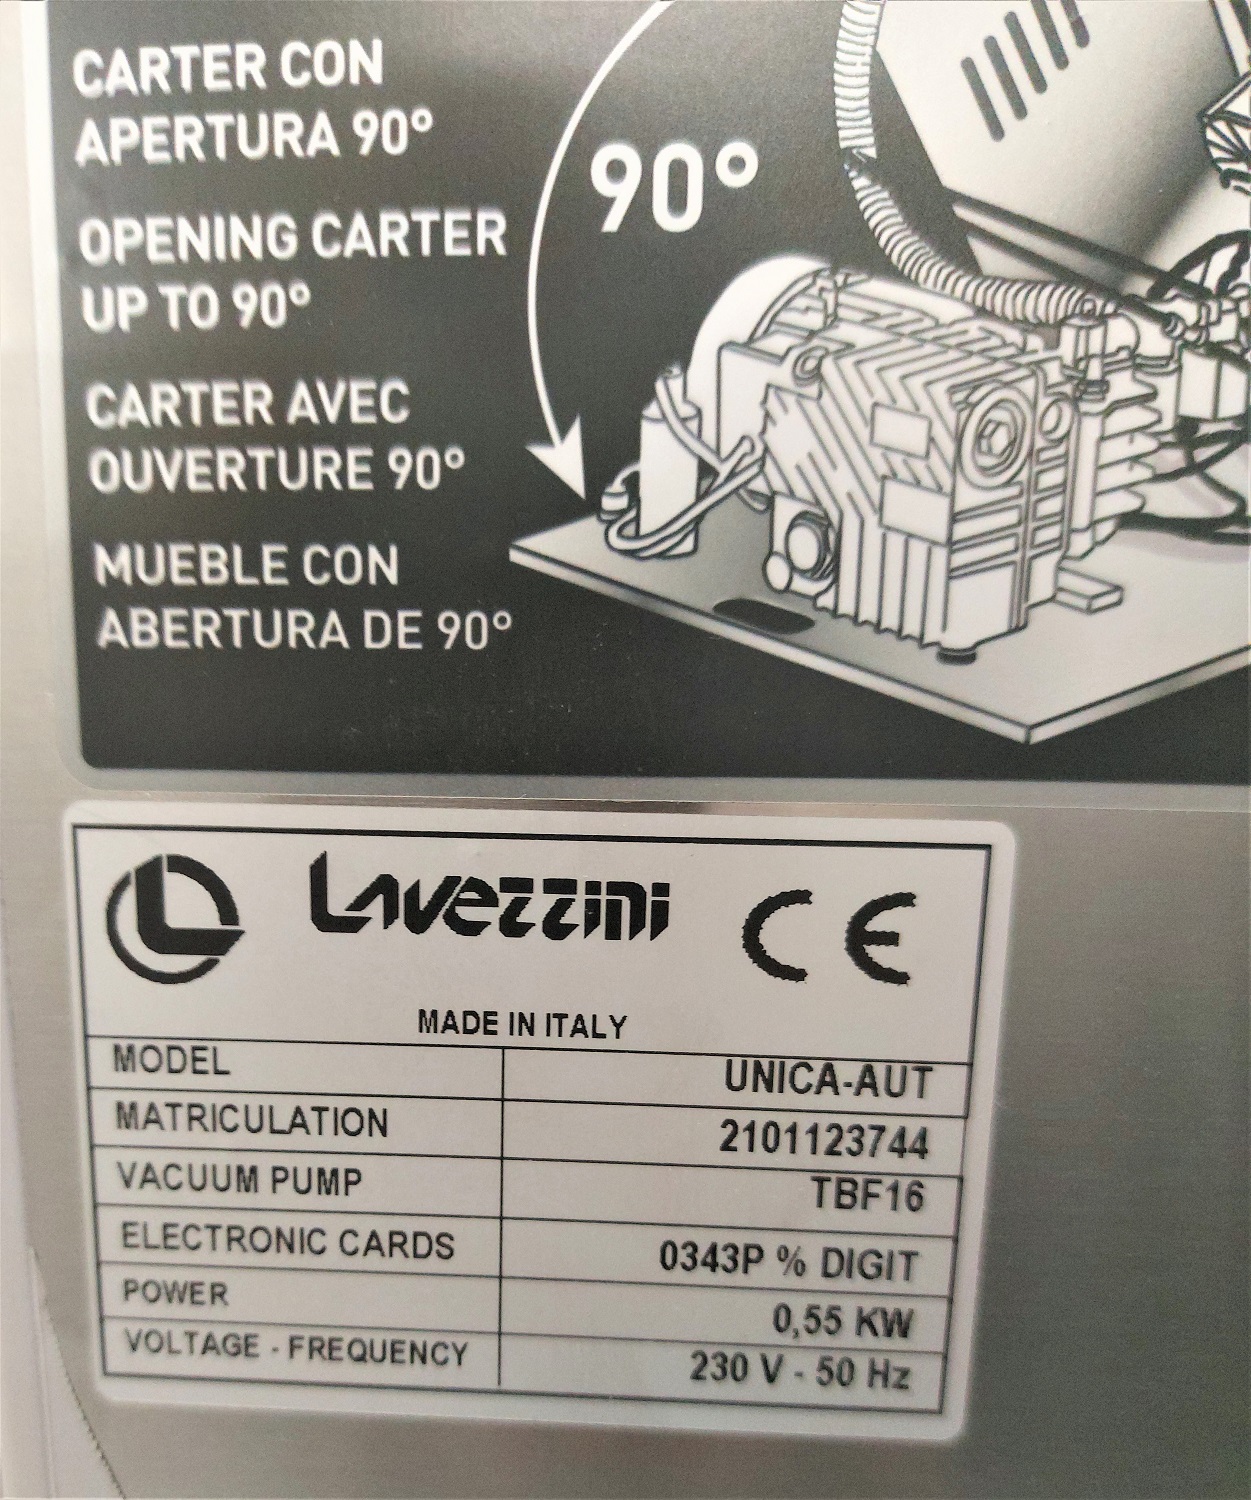 CARTER CON
APERTURA 90°
OPENING CARTER
UP TO 90°
CARTER AVEC
OUVERTURE 90°
MUEBLE CON
ABERTURA DE 90°
90°
Lavezzini CE
MADE IN ITALY
MODEL UNICA-AUT
MATRICULATION 2101123744
VACUUM PUMP TBF16
ELECTRONIC CARDS 0343P % DIGIT
POWER 0,55 KW
VOLTAGE - FREQUENCY 230 V - 50 Hz